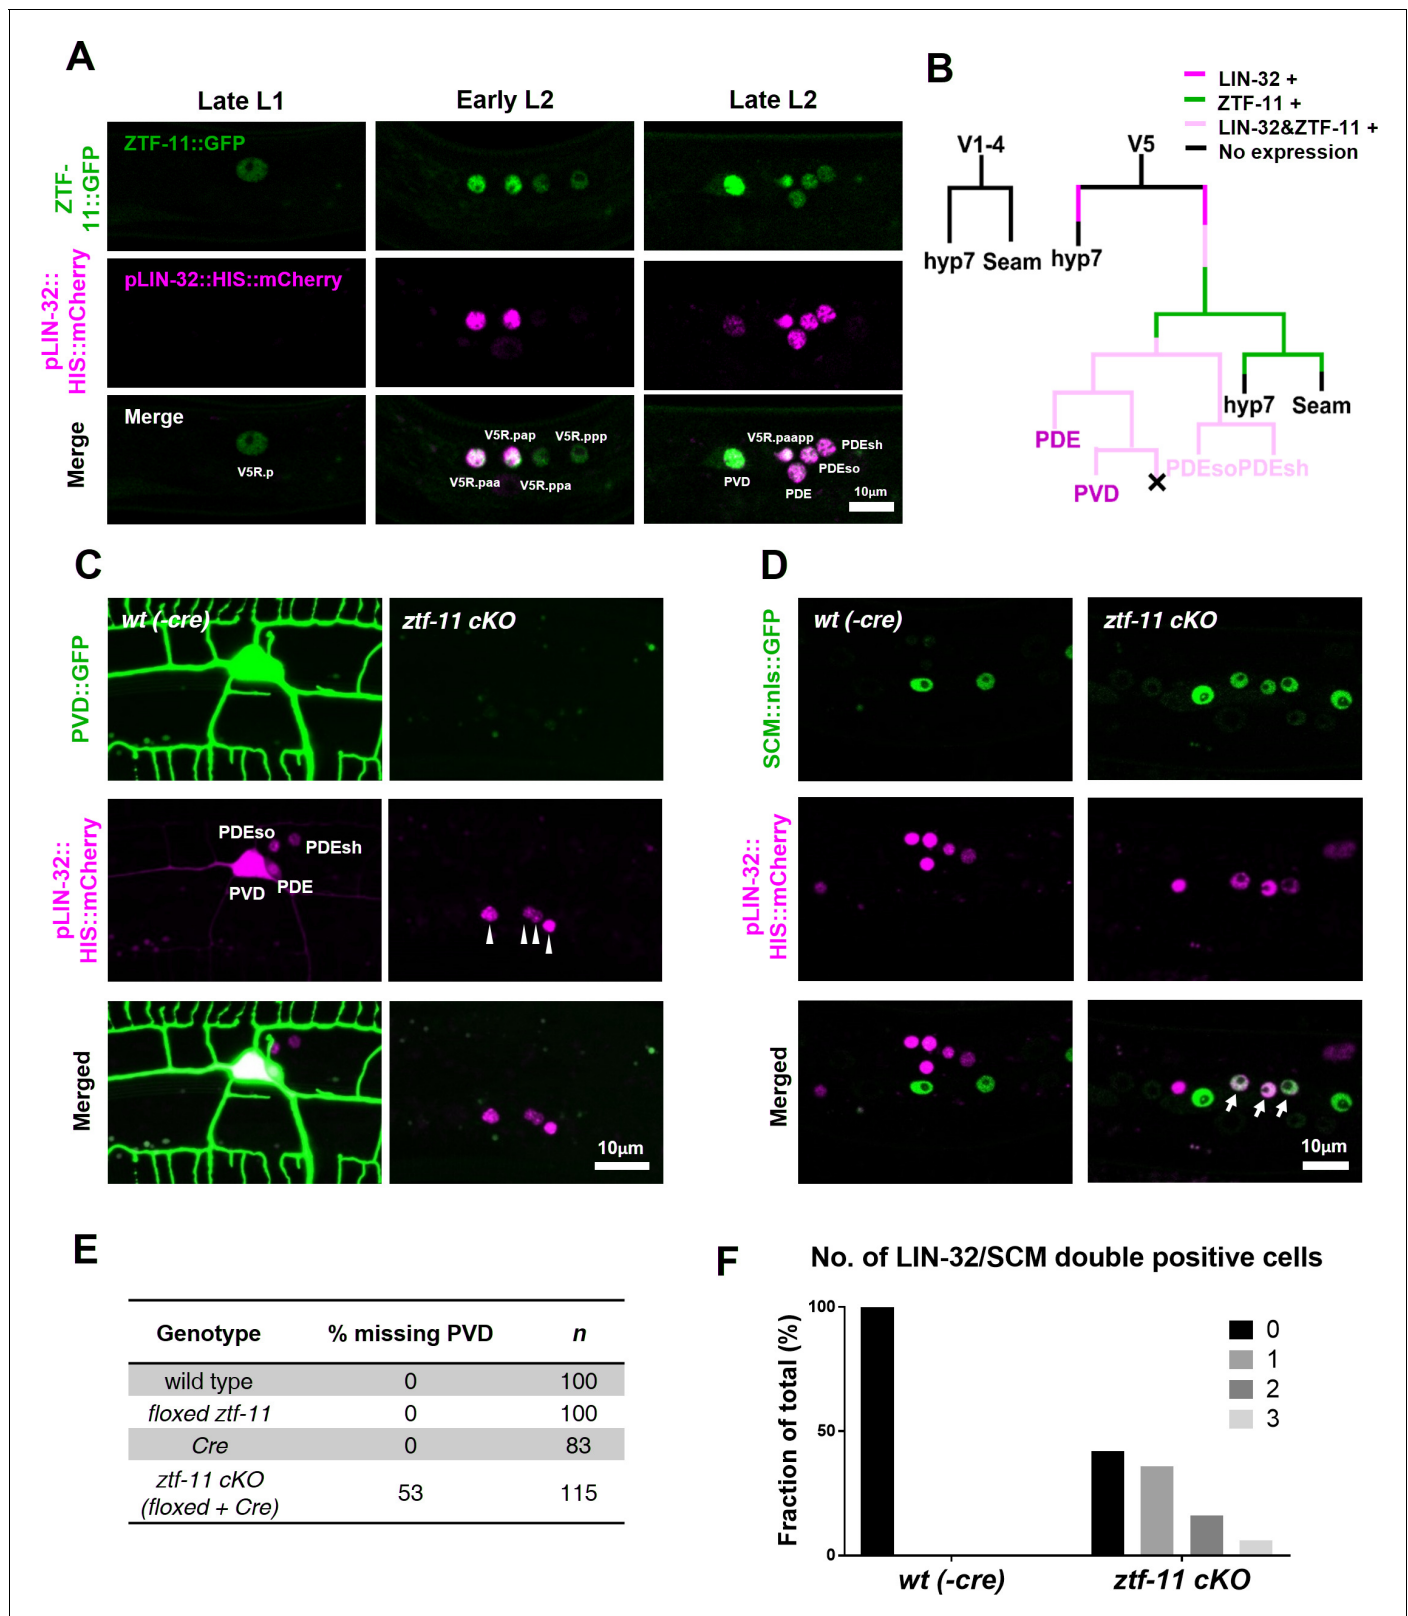 A
Late L1
Early L2
Late L2
ZTF-
11::GFP
ZTF-11::GFP
pLIN-32::
HIS::mCherry
pLIN-32::HIS::mCherry
Merge
Merge
V5R.p
V5R.pap
V5R.ppp
V5R.paa
V5R.ppa
V5R.paapp
PDEsh
PDEso
PVD
PDE
10µm
B
LIN-32 +
ZTF-11 +
LIN-32&ZTF-11 +
No expression
V1-4
V5
hyp7
Seam
hyp7
hyp7
Seam
PDE
PVD
PDEso
PDEsh
C
wt (-cre)
ztf-11 cKO
PVD::GFP
pLIN-32::
HIS::mCherry
PDEso
PDEsh
PVD
PDE
Merged
10µm
D
wt (-cre)
ztf-11 cKO
SCM::nls::GFP
pLIN-32::
HIS::mCherry
Merged
10µm
E
Genotype % missing PVD n
wild type 0 100
floxed ztf-11 0 100
Cre 0 83
ztf-11 cKO
(floxed + Cre) 53 115
F
No. of LIN-32/SCM double positive cells
Fraction of total (%)
100
50
0
0
1
2
3
wt (-cre)
ztf-11 cKO